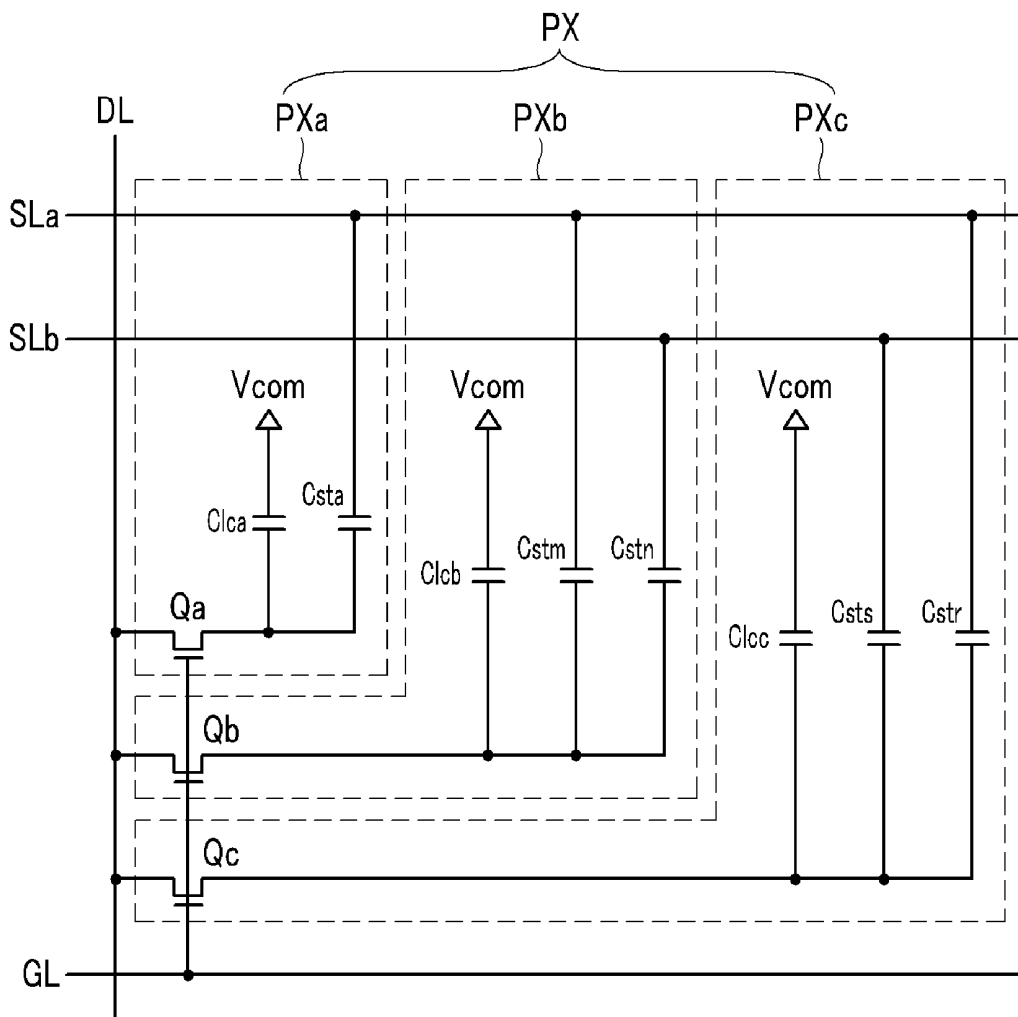 PX
DL
PXa
PXb
PXc
SLa
SLb
Vcom
Vcom
Vcom
Clca
Csta
Clcb
Cstm
Cstn
Clcc
Csts
Cstr
Qa
Qb
Qc
GL